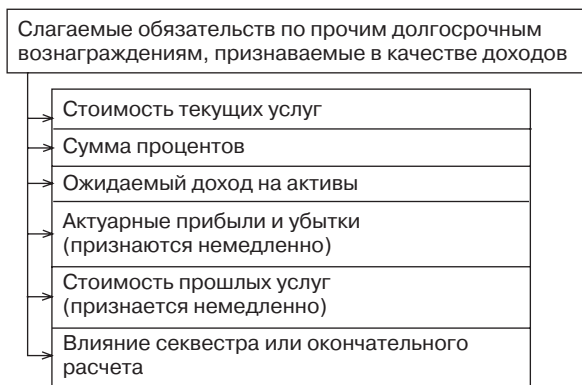 Слагаемые обязательств по прочим долгосрочным
вознаграждениям, признаваемые в качестве доходов
Стоимость текущих услуг
Сумма процентов
Ожидаемый доход на активы
Актуарные прибыли и убытки
(признаются немедленно)
Стоимость прошлых услуг
(признается немедленно)
Влияние секвестра или окончательного
расчета